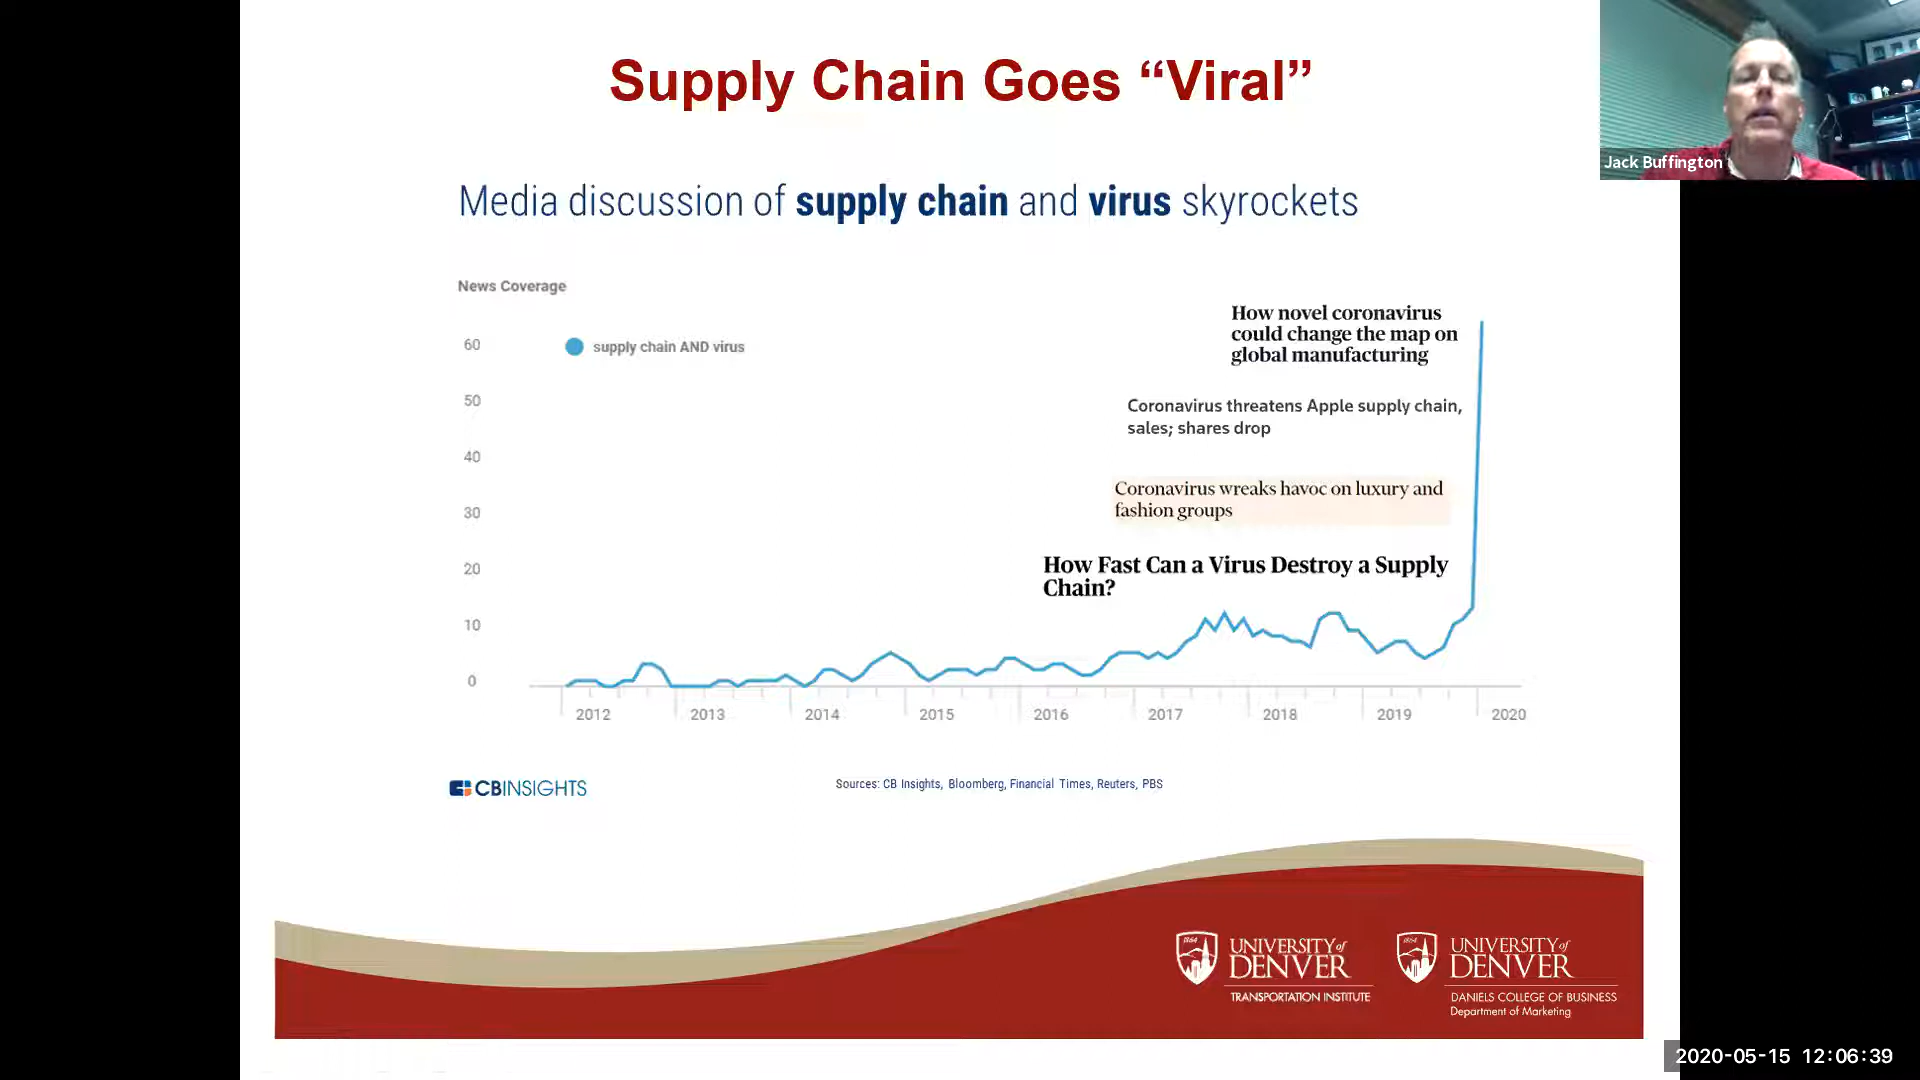 Supply Chain Goes “Viral”
Jack Buffington
Media discussion of supply chain and virus skyrockets
News Coverage
60
supply chain AND virus
50
40
30
20
10
0
How novel coronavirus
could change the map on
global manufacturing
Coronavirus threatens Apple supply chain,
sales; shares drop
Coronavirus wreaks havoc on luxury and
fashion groups
How Fast Can a Virus Destroy a Supply
Chain?
2012 2013 2014 2015 2016 2017 2018 2019 2020
CBINSIGHTS
Sources: CB Insights, Bloomberg, Financial Times, Reuters, PBS
1864
UNIVERSITY of
DENVER
TRANSPORTATION INSTITUTE
1864
UNIVERSITY of
DENVER
DANIELS COLLEGE OF BUSINESS
Department of Marketing
2020-05-15 12:06:39